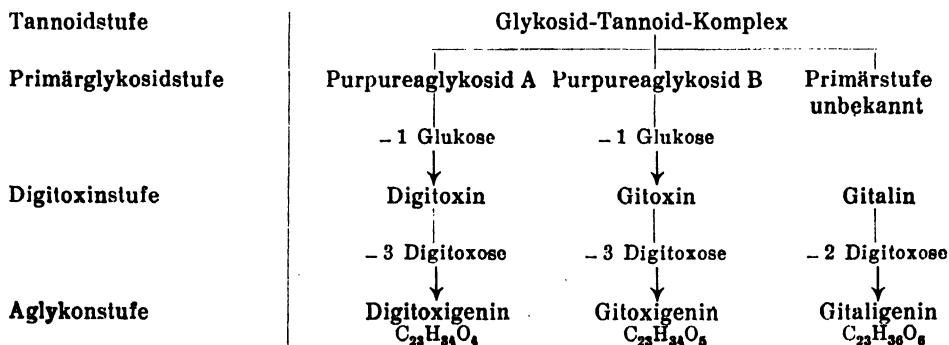 Tannoidstufe Glykosid-Tannoid-Komplex
Primärglykosidstufe Purpureaglykosid A Purpureaglykosid B Primärstufe
unbekannt
– 1 Glukose – 1 Glukose
Digitoxinstufe Digitoxin Gitoxin Gitalin
– 3 Digitoxose – 3 Digitoxose – 2 Digitoxose
Aglykonstufe Digitoxigenin Gitoxigenin Gitaligenin
C₂₃H₃₄O₄ C₂₃H₃₄O₅ C₂₃H₃₆O₆